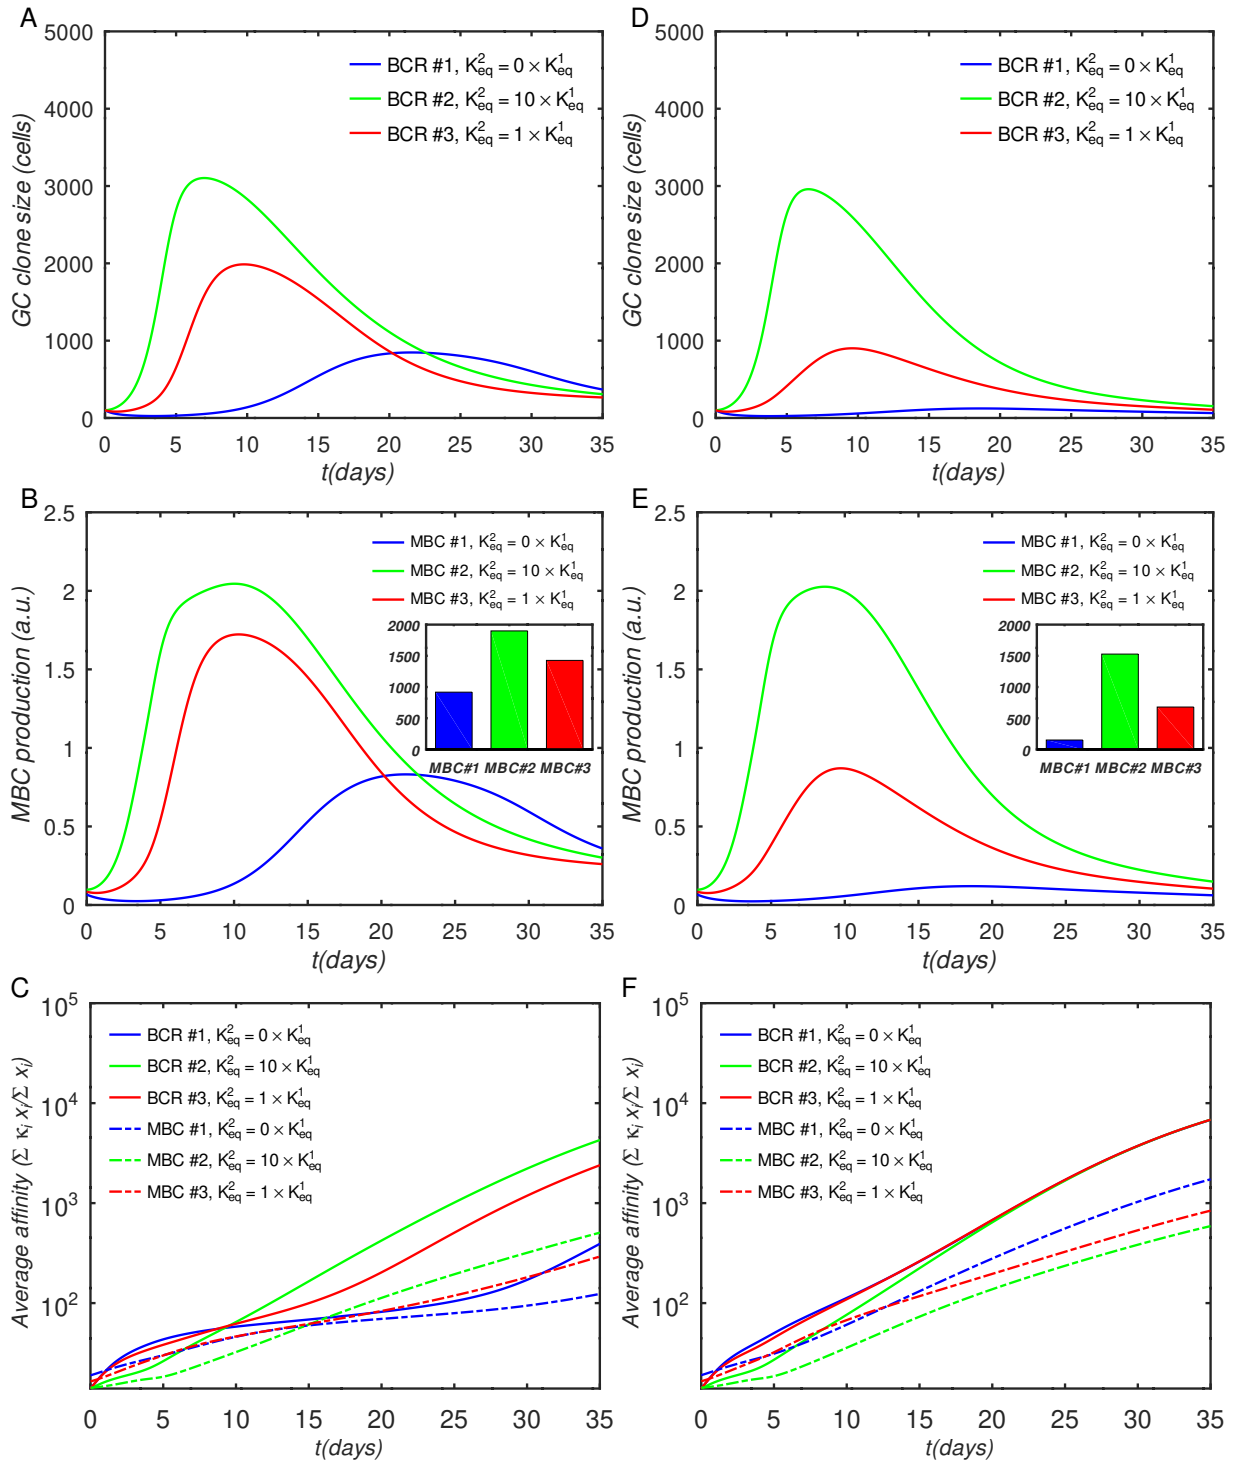 A
GC clone size (cells)
5000
4000
3000
2000
1000
0
BCR #1, K²eq = 0 × K¹eq
BCR #2, K²eq = 10 × K¹eq
BCR #3, K²eq = 1 × K¹eq
0 5 10 15 20 25 30 35
t(days)
D
GC clone size (cells)
5000
4000
3000
2000
1000
0
BCR #1, K²eq = 0 × K¹eq
BCR #2, K²eq = 10 × K¹eq
BCR #3, K²eq = 1 × K¹eq
0 5 10 15 20 25 30 35
t(days)
B
MBC production (a.u.)
2.5
2
1.5
1
0.5
0
MBC #1, K²eq = 0 × K¹eq
MBC #2, K²eq = 10 × K¹eq
MBC #3, K²eq = 1 × K¹eq
2000
1500
1000
500
0
MBC#1 MBC#2 MBC#3
0 5 10 15 20 25 30 35
t(days)
E
MBC production (a.u.)
2.5
2
1.5
1
0.5
0
MBC #1, K²eq = 0 × K¹eq
MBC #2, K²eq = 10 × K¹eq
MBC #3, K²eq = 1 × K¹eq
2000
1500
1000
500
0
MBC#1 MBC#2 MBC#3
0 5 10 15 20 25 30 35
t(days)
C
Average affinity (Σ κᵢ xᵢ/Σ xᵢ)
10⁵
10⁴
10³
10²
BCR #1, K²eq = 0 × K¹eq
BCR #2, K²eq = 10 × K¹eq
BCR #3, K²eq = 1 × K¹eq
MBC #1, K²eq = 0 × K¹eq
MBC #2, K²eq = 10 × K¹eq
MBC #3, K²eq = 1 × K¹eq
0 5 10 15 20 25 30 35
t(days)
F
Average affinity (Σ κᵢ xᵢ/Σ xᵢ)
10⁵
10⁴
10³
10²
BCR #1, K²eq = 0 × K¹eq
BCR #2, K²eq = 10 × K¹eq
BCR #3, K²eq = 1 × K¹eq
MBC #1, K²eq = 0 × K¹eq
MBC #2, K²eq = 10 × K¹eq
MBC #3, K²eq = 1 × K¹eq
0 5 10 15 20 25 30 35
t(days)